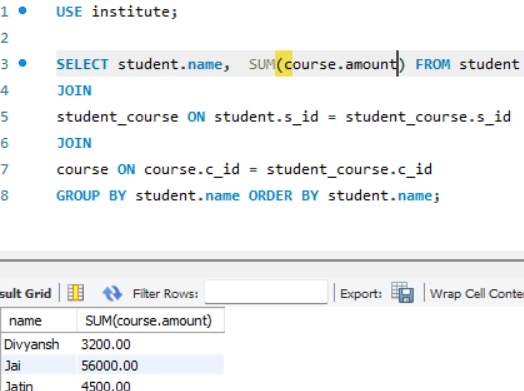 1 USE institute;
2
3 SELECT student.name, SUM(course.amount) FROM student
4 JOIN
5 student_course ON student.s_id = student_course.s_id
6 JOIN
7 course ON course.c_id = student_course.c_id
8 GROUP BY student.name ORDER BY student.name;
sult Grid Filter Rows: Export: Wrap Cell Conte
name SUM(course.amount)
Divyansh 3200.00
Jai 56000.00
Jatin 4500.00